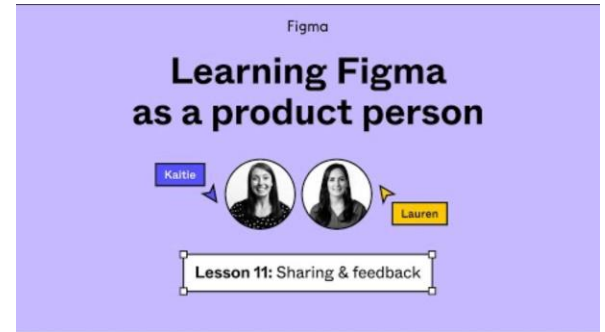 Figma
Learning Figma
as a product person
Kaitie
Lauren
Lesson 11: Sharing & feedback